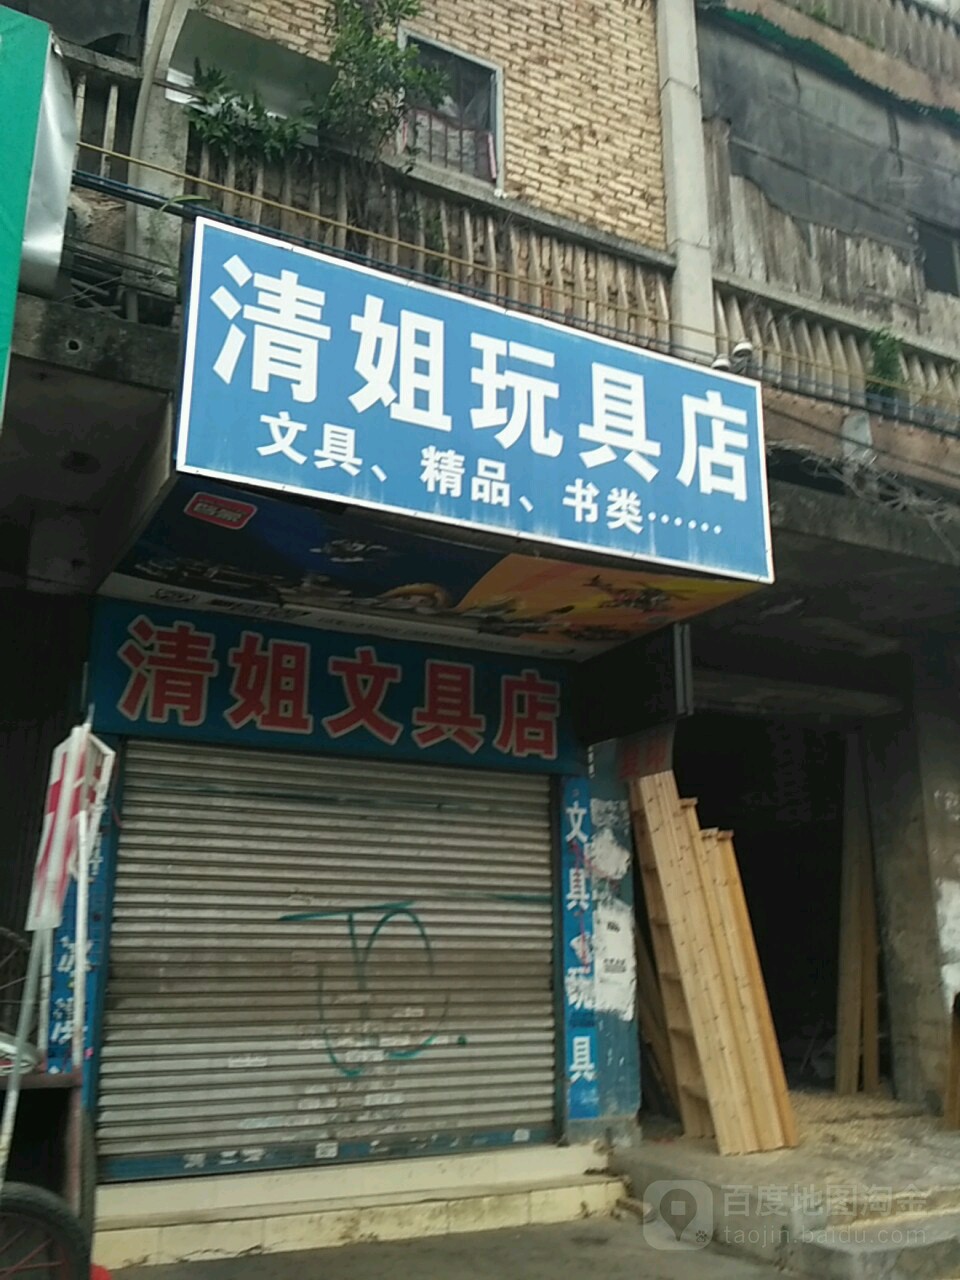 清姐玩具店
文具、精品、书类……
清姐文具店
文具
玩具
百度地图淘金
taojin.baidu.com